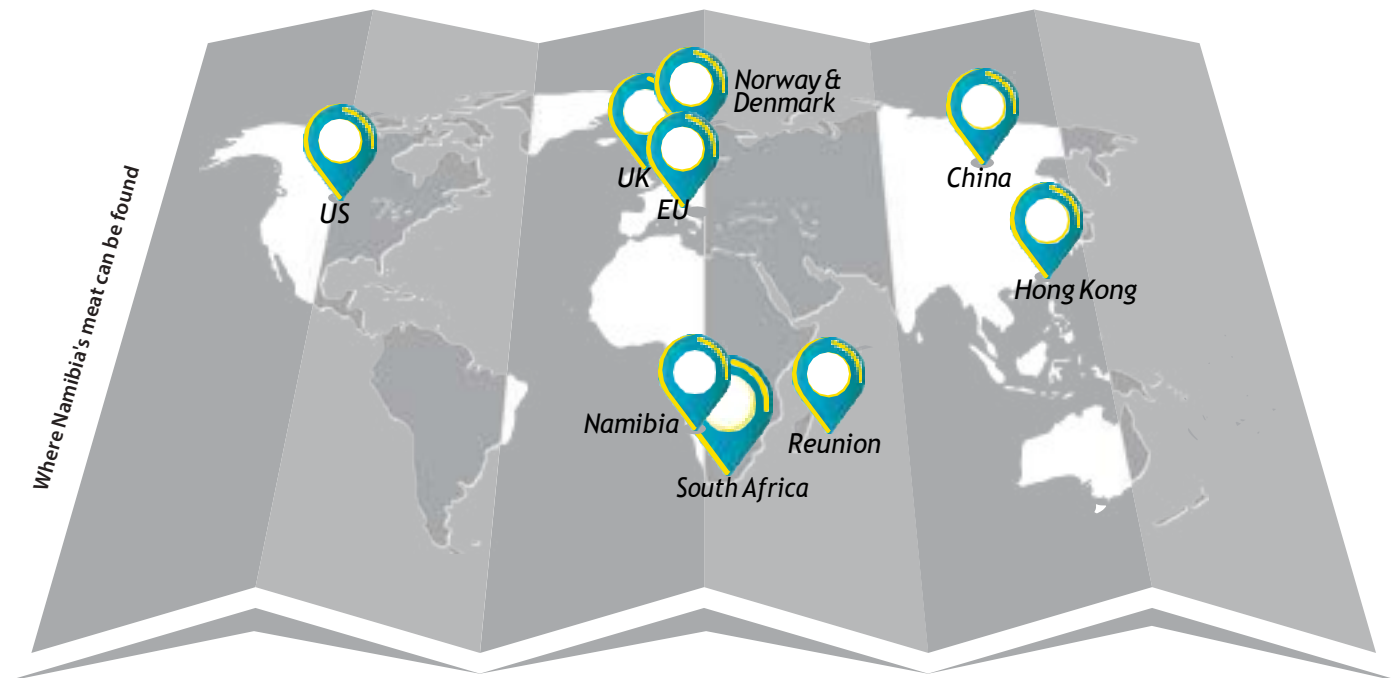 Where Namibia's meat can be found
Norway &
Denmark
UK
EU
US
China
Hong Kong
Namibia
Reunion
South Africa